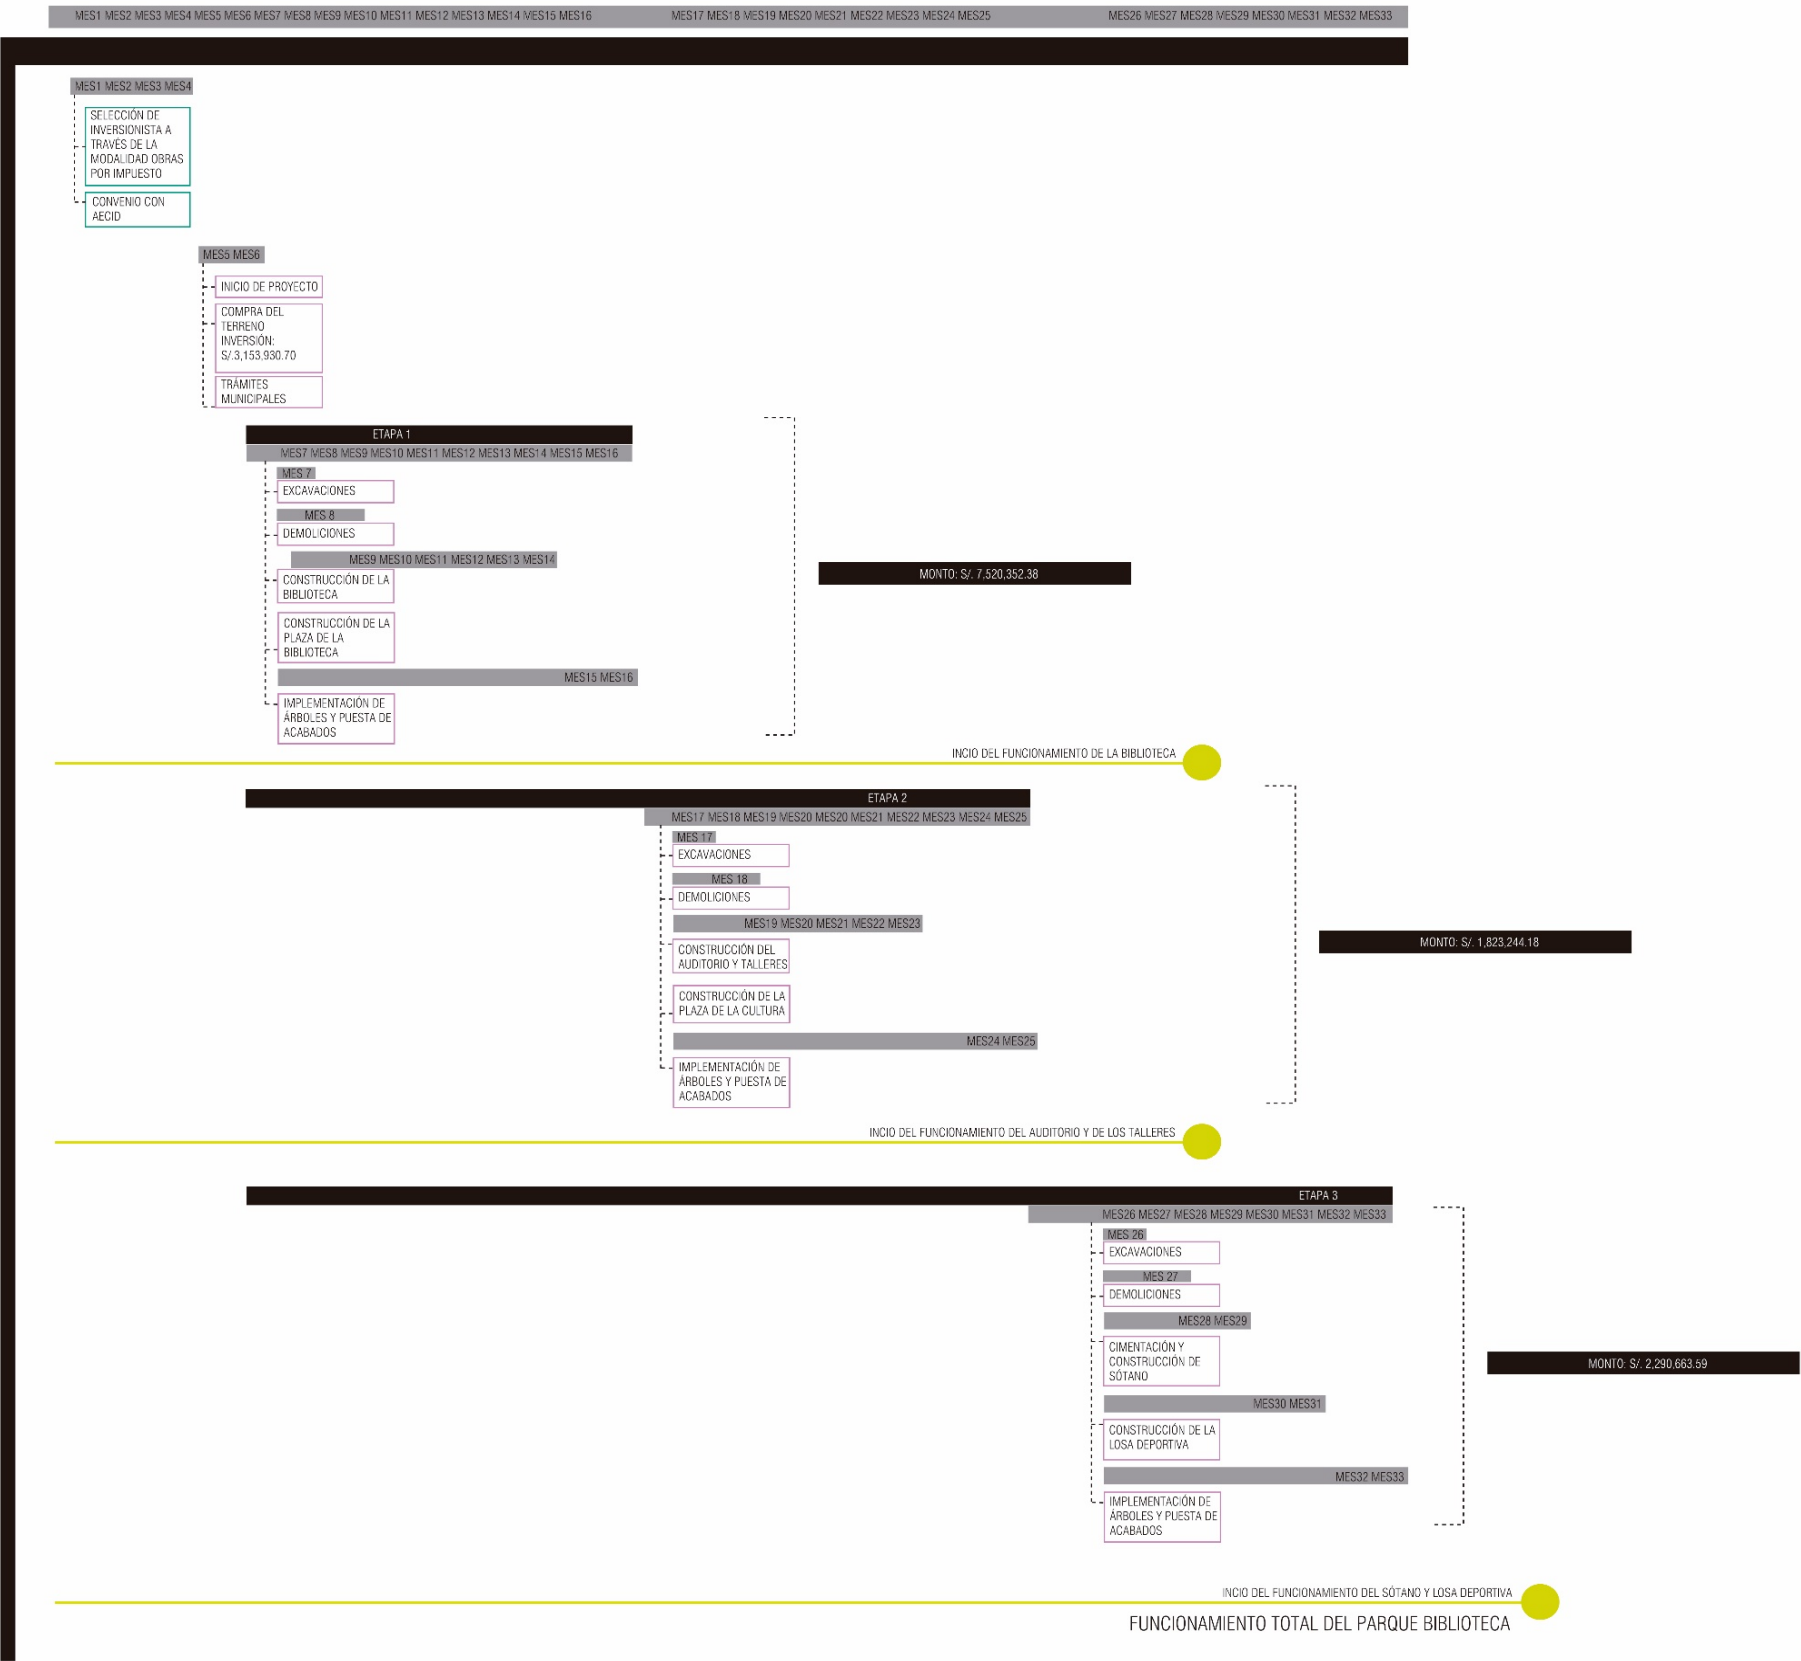 MES1 MES2 MES3 MES4 MES5 MES6 MES7 MES8 MES9 MES10 MES11 MES12 MES13 MES14 MES15 MES16 MES17 MES18 MES19 MES20 MES21 MES22 MES23 MES24 MES25 MES26 MES27 MES28 MES29 MES30 MES31 MES32 MES33
MES1 MES2 MES3 MES4
SELECCIÓN DE
INVERSIONISTA A
TRAVÉS DE LA
MODALIDAD OBRAS
POR IMPUESTO
CONVENIO CON
AECID
MES5 MES6
INICIO DE PROYECTO
COMPRA DEL
TERRENO
INVERSIÓN:
S/.3,153,930.70
TRÁMITES
MUNICIPALES
ETAPA 1
MES7 MES8 MES9 MES10 MES11 MES12 MES13 MES14 MES15 MES16
MES 7
EXCAVACIONES
MES 8
DEMOLICIONES
MES9 MES10 MES11 MES12 MES13 MES14
CONSTRUCCIÓN DE LA
BIBLIOTECA
CONSTRUCCIÓN DE LA
PLAZA DE LA
BIBLIOTECA
MES15 MES16
IMPLEMENTACIÓN DE
ÁRBOLES Y PUESTA DE
ACABADOS
MONTO: S/. 7,520,352.38
INCIO DEL FUNCIONAMIENTO DE LA BIBLIOTECA
ETAPA 2
MES17 MES18 MES19 MES20 MES20 MES21 MES22 MES23 MES24 MES25
MES 17
EXCAVACIONES
MES 18
DEMOLICIONES
MES19 MES20 MES21 MES22 MES23
CONSTRUCCIÓN DEL
AUDITORIO Y TALLERES
CONSTRUCCIÓN DE LA
PLAZA DE LA CULTURA
MES24 MES25
IMPLEMENTACIÓN DE
ÁRBOLES Y PUESTA DE
ACABADOS
MONTO: S/. 1,823,244.18
INCIO DEL FUNCIONAMIENTO DEL AUDITORIO Y DE LOS TALLERES
ETAPA 3
MES26 MES27 MES28 MES29 MES30 MES31 MES32 MES33
MES 26
EXCAVACIONES
MES 27
DEMOLICIONES
MES28 MES29
CIMENTACIÓN Y
CONSTRUCCIÓN DE
SÓTANO
MES30 MES31
CONSTRUCCIÓN DE LA
LOSA DEPORTIVA
MES32 MES33
IMPLEMENTACIÓN DE
ÁRBOLES Y PUESTA DE
ACABADOS
MONTO: S/. 2,290,663.59
INCIO DEL FUNCIONAMIENTO DEL SÓTANO Y LOSA DEPORTIVA
FUNCIONAMIENTO TOTAL DEL PARQUE BIBLIOTECA